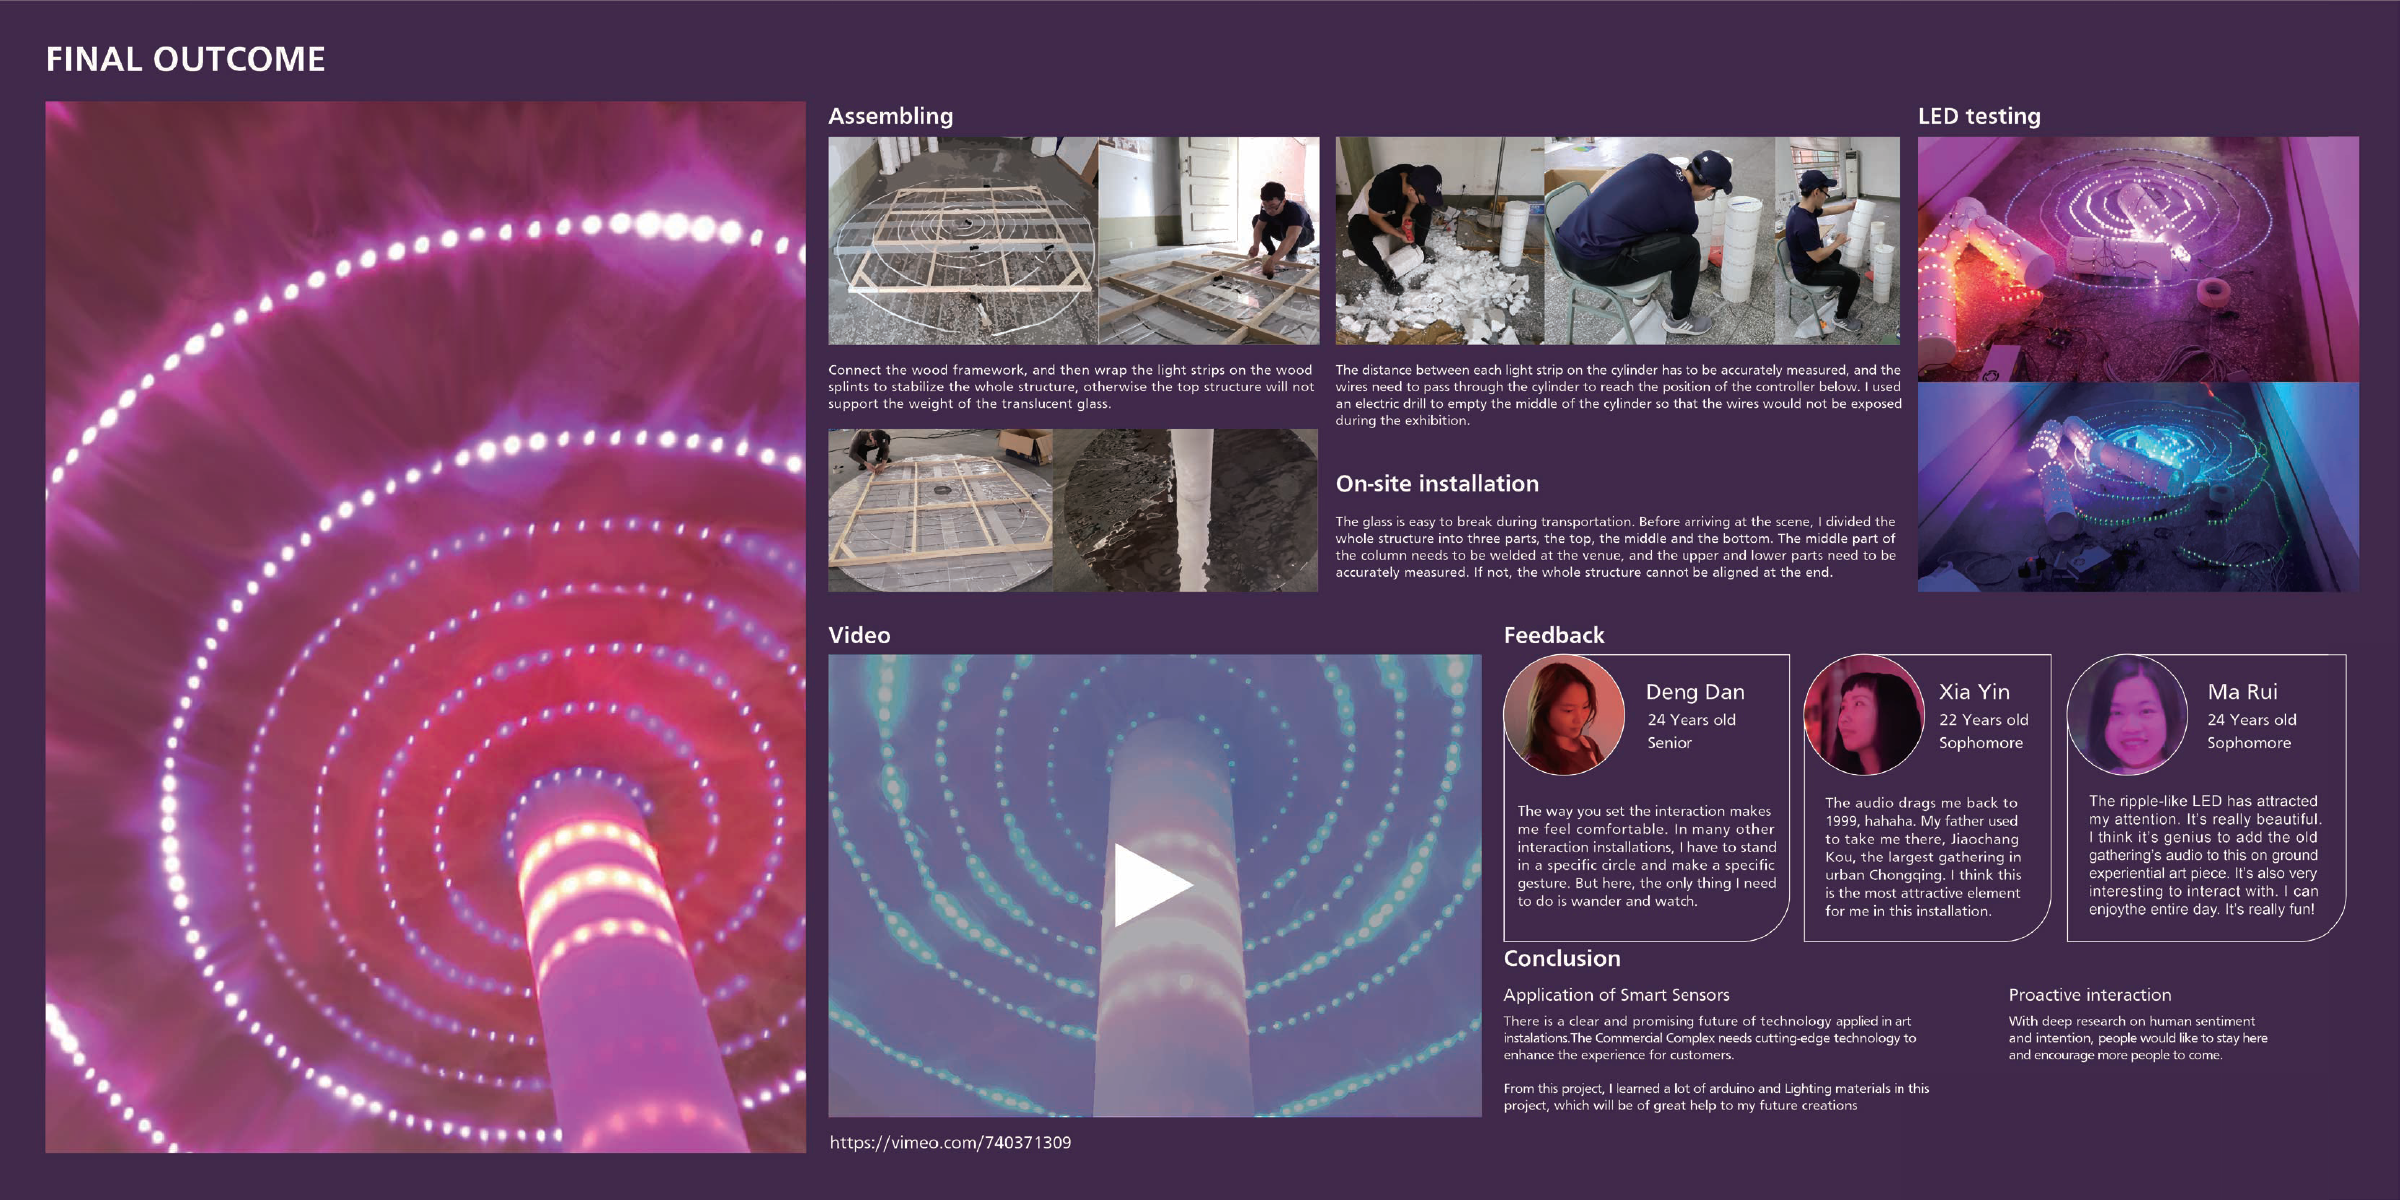 FINAL OUTCOME
Assembling
Connect the wood framework, and then wrap the light strips on the wood
splints to stabilize the whole structure, otherwise the top structure will not
support the weight of the translucent glass.
The distance between each light strip on the cylinder has to be accurately measured, and the
wires need to pass through the cylinder to reach the position of the controller below. I used
an electric drill to empty the middle of the cylinder so that the wires would not be exposed
during the exhibition.
On-site installation
The glass is easy to break during transportation. Before arriving at the scene, I divided the
whole structure into three parts, the top, the middle and the bottom. The middle part of
the column needs to be welded at the venue, and the upper and lower parts need to be
accurately measured. If not, the whole structure cannot be aligned at the end.
LED testing
Video
https://vimeo.com/740371309
Feedback
Deng Dan
24 Years old
Senior
The way you set the interaction makes
me feel comfortable. In many other
interaction installations, I have to stand
in a specific circle and make a specific
gesture. But here, the only thing I need
to do is wander and watch.
Xia Yin
22 Years old
Sophomore
The audio drags me back to
1999, hahaha. My father used
to take me there, Jiaochang
Kou, the largest gathering in
urban Chongqing. I think this
is the most attractive element
for me in this installation.
Ma Rui
24 Years old
Sophomore
The ripple-like LED has attracted
my attention. It's really beautiful.
I think it's genius to add the old
gathering's audio to this on ground
experiential art piece. It's also very
interesting to interact with. I can
enjoythe entire day. It's really fun!
Conclusion
Application of Smart Sensors
There is a clear and promising future of technology applied in art
instalations.The Commercial Complex needs cutting-edge technology to
enhance the experience for customers.
From this project, I learned a lot of arduino and Lighting materials in this
project, which will be of great help to my future creations
Proactive interaction
With deep research on human sentiment
and intention, people would like to stay here
and encourage more people to come.